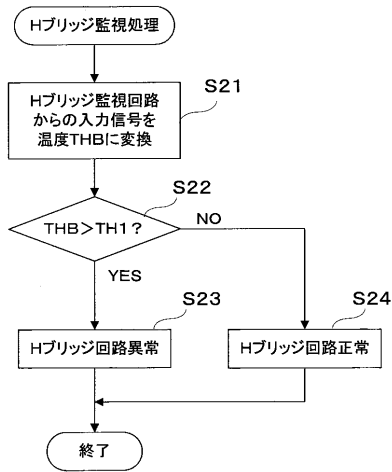 Hブリッジ監視処理
S21
Hブリッジ監視回路
からの入力信号を
温度THBに変換
S22
THB>TH1?
NO
YES
S23
S24
Hブリッジ回路異常
Hブリッジ回路正常
終了